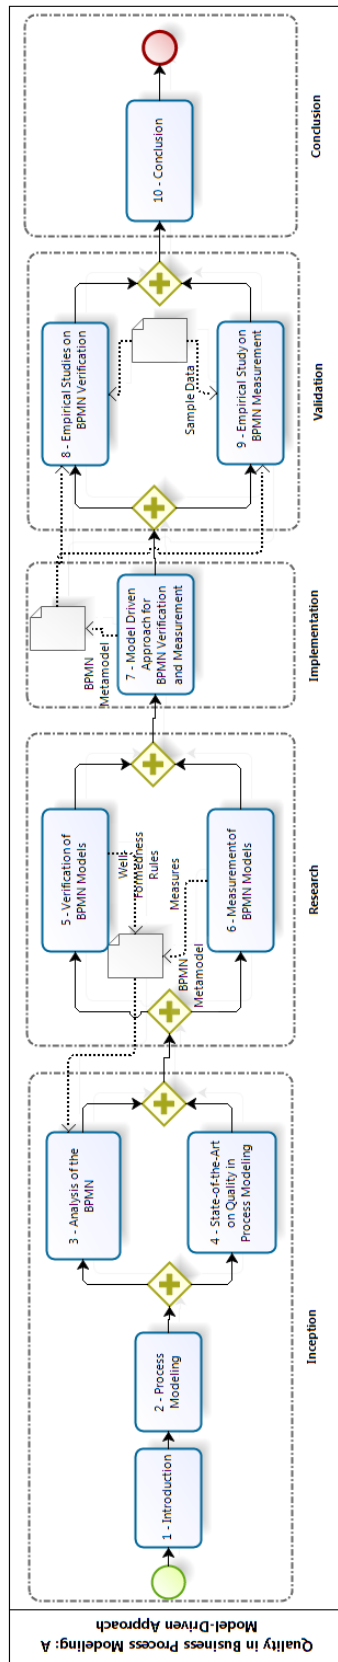 Quality in Business Process Modeling: A
Model-Driven Approach
Inception
1 - Introduction
2 - Process
Modeling
3 - Analysis of the
BPMN
4 - State-of-the-Art
on Quality in
Process Modeling
Research
5 - Verification of
BPMN Models
Well-
Formedness
Rules
Measures
BPMN
Metamodel
6 - Measurement of
BPMN Models
Implementation
BPMN
Metamodel
7 - Model Driven
Approach for
BPMN Verification
and Measurement
Validation
8 - Empirical Studies on
BPMN Verification
Sample Data
9 - Empirical Study on
BPMN Measurement
Conclusion
10 - Conclusion